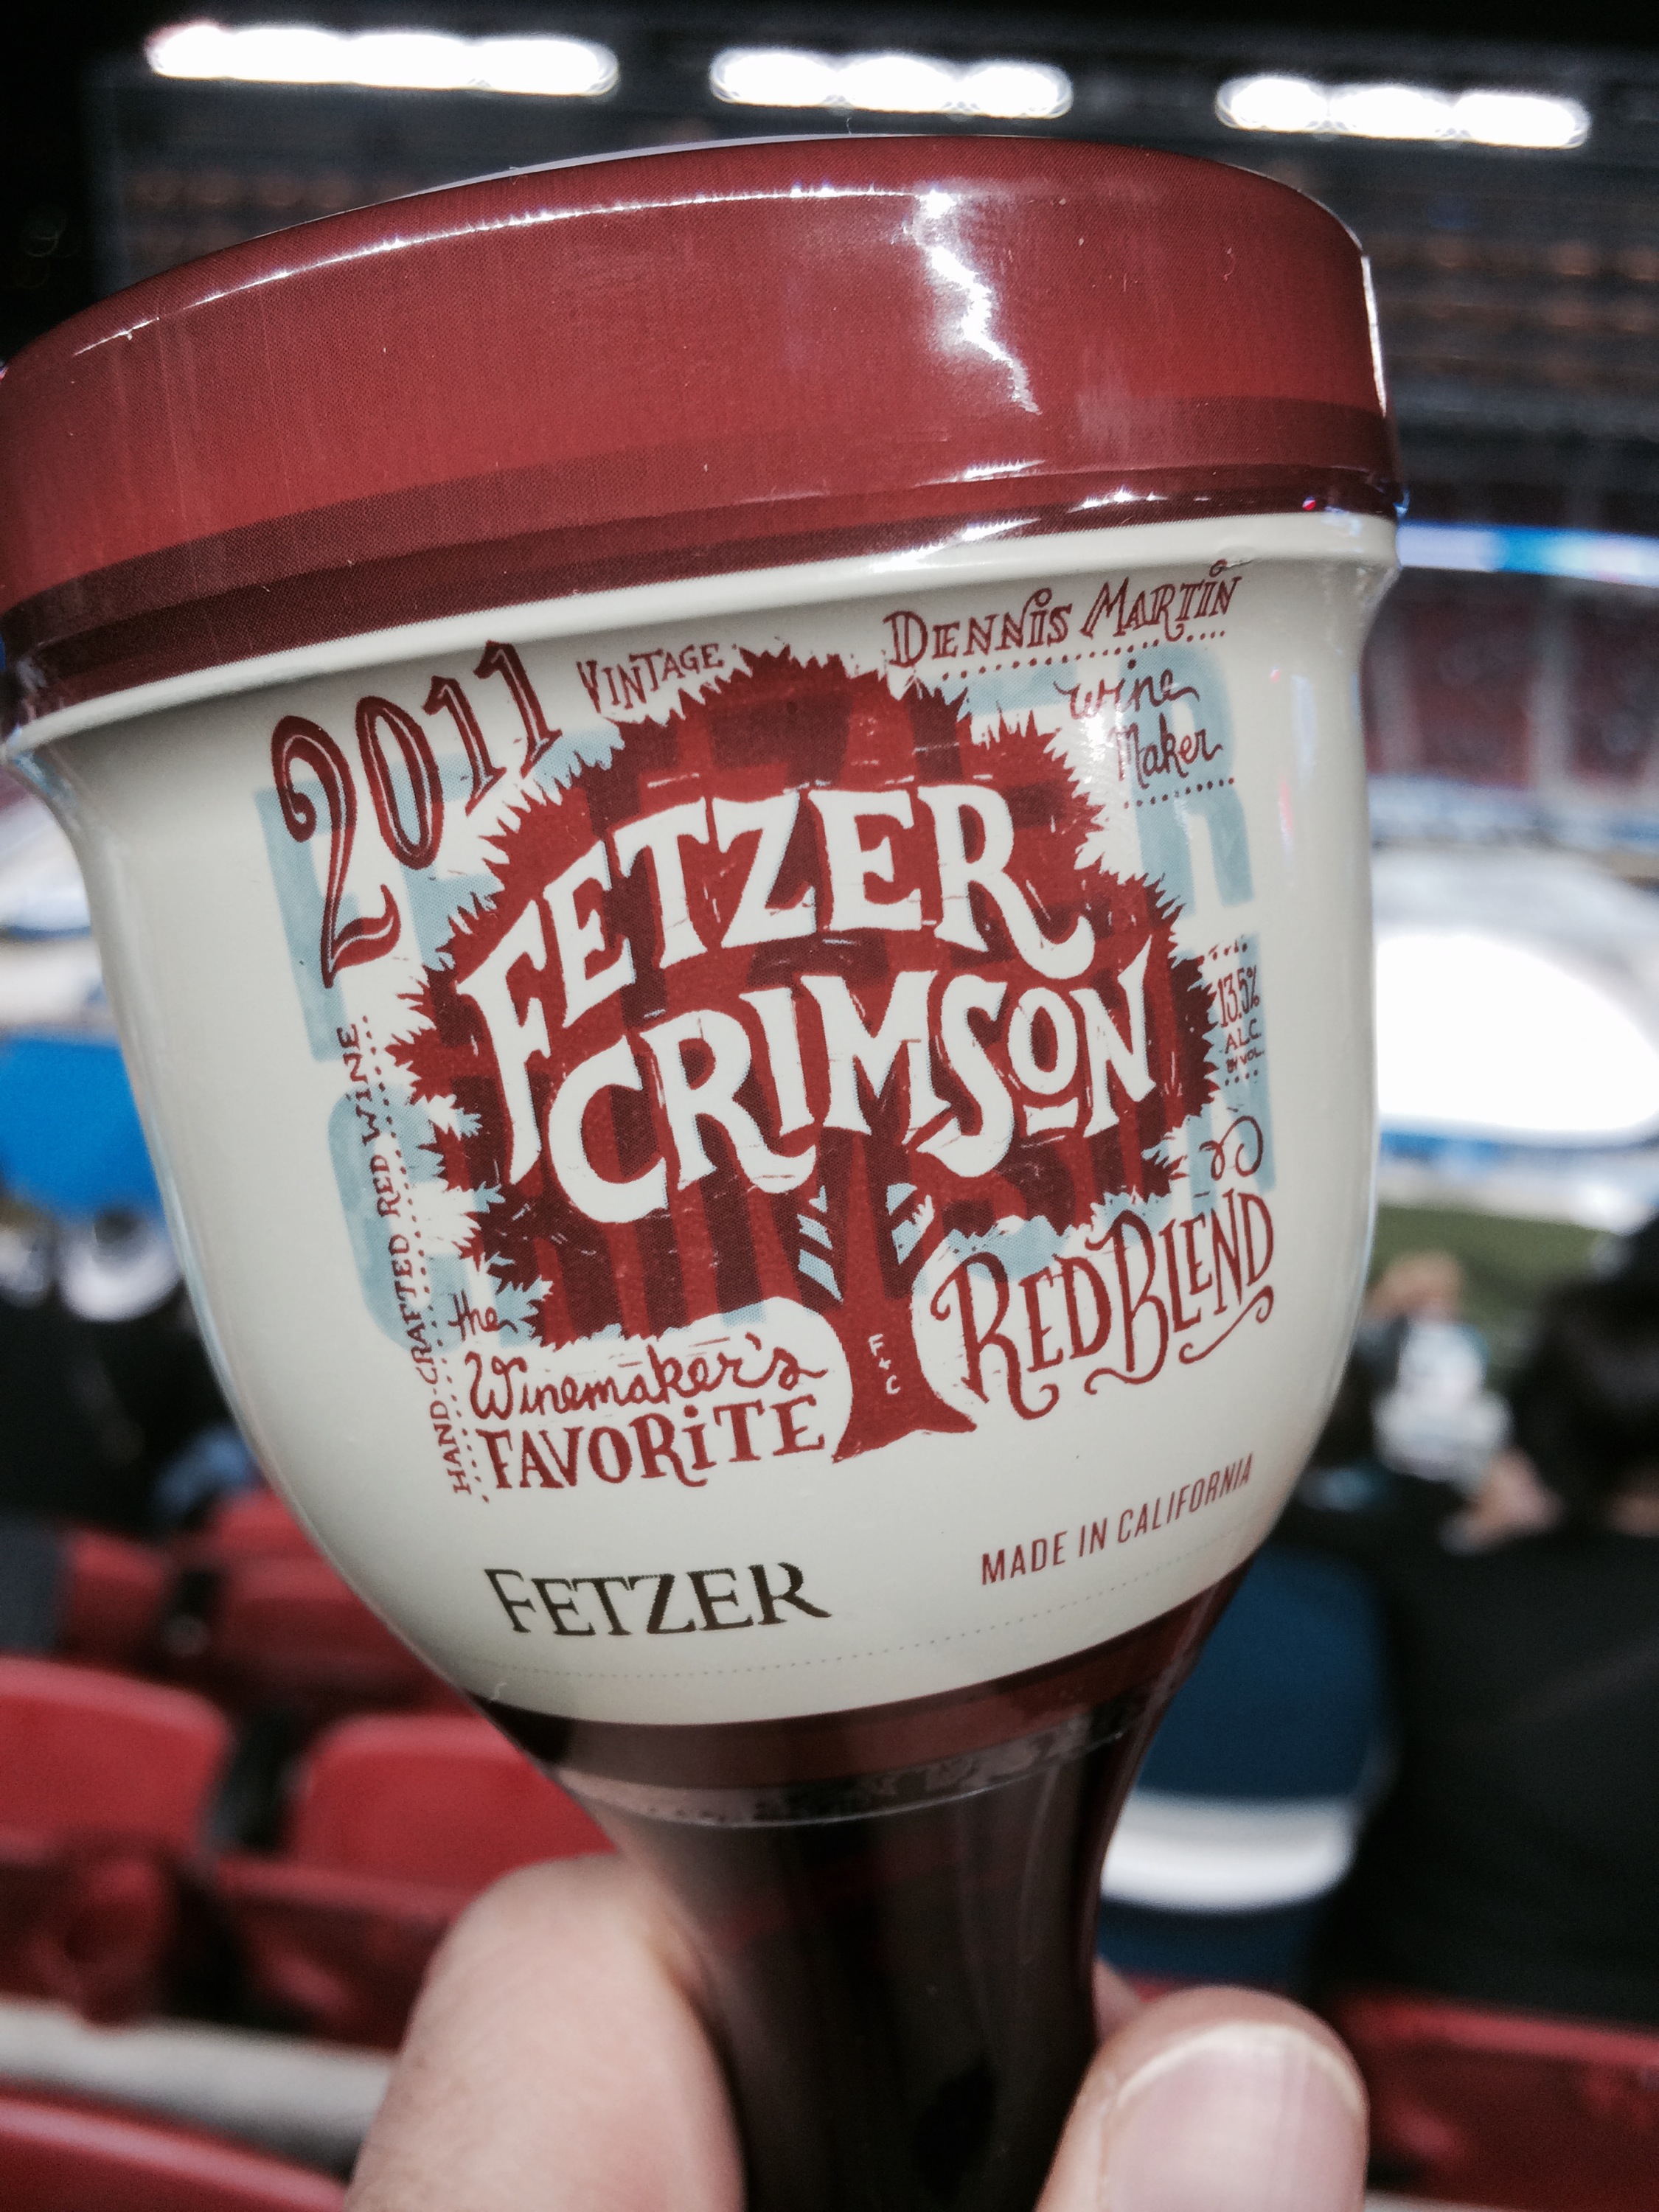 2011 VINTAGE
DENNIS MARTIN
wine
Maker
FETZER
CRIMSON
13.5%
ALC.
BY VOL.
HAND-CRAFTED RED WINE
the
Winemaker's
FAVORITE
F+C
RED BLEND
FETZER
MADE IN CALIFORNIA